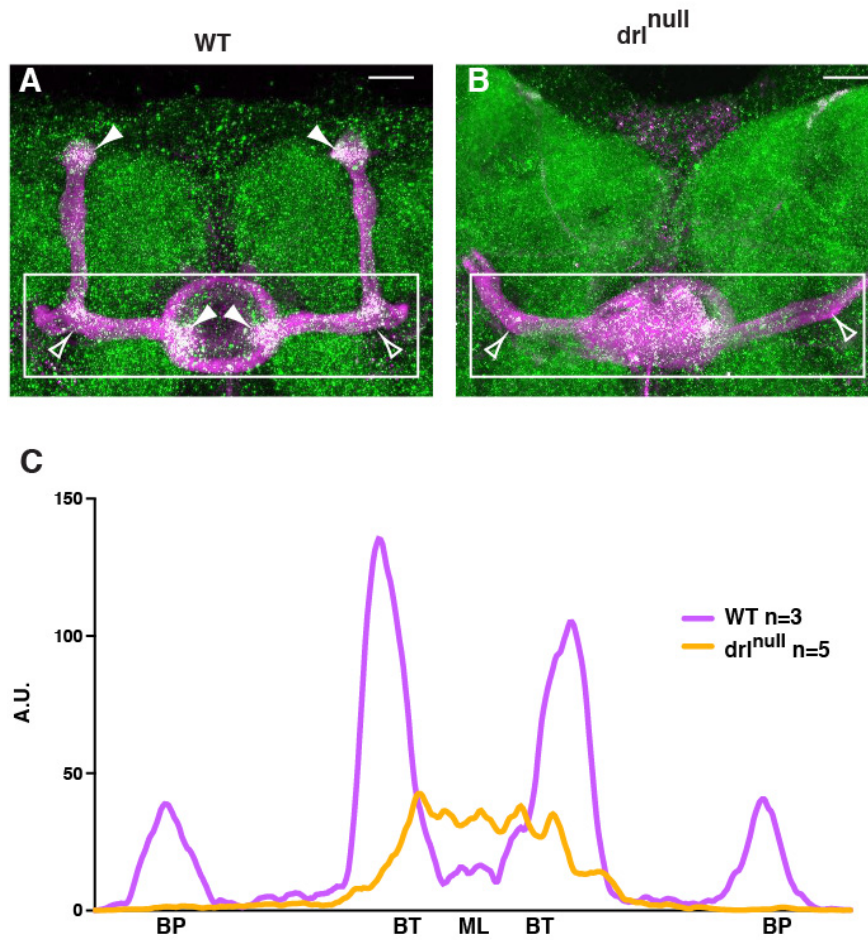 WT
drl^null
A
B
C
150
100
50
0
A.U.
WT n=3
drl^null n=5
BP BT ML BT BP